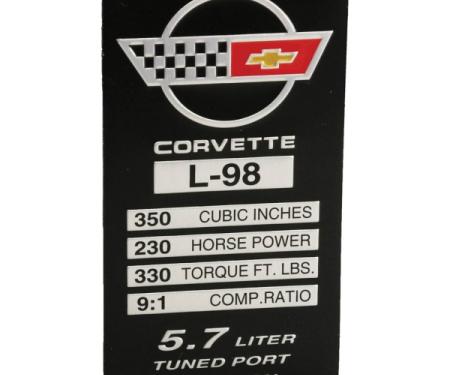 CORVETTE
L-98
350 CUBIC INCHES
230 HORSE POWER
330 TORQUE FT. LBS.
9:1 COMP.RATIO
5.7 LITER
TUNED PORT